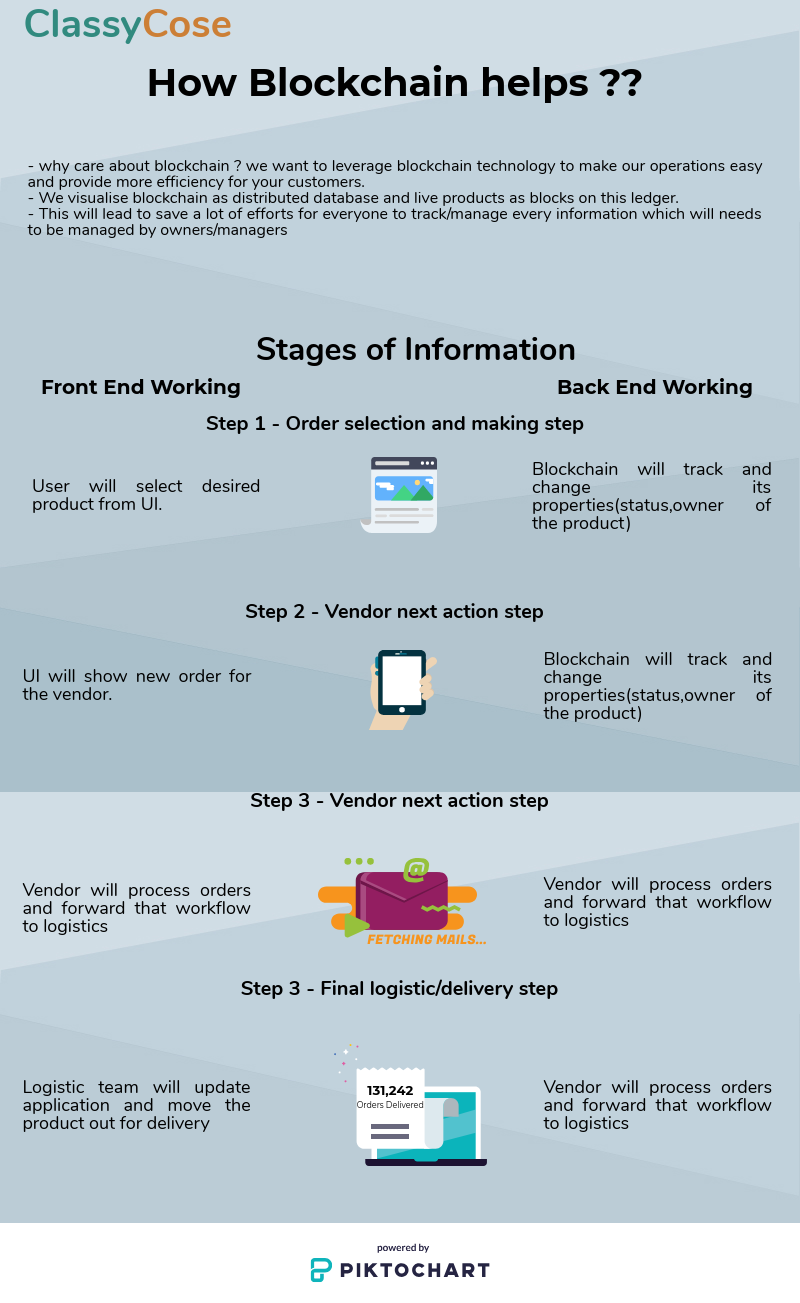 ClassyCose
How Blockchain helps ??
- why care about blockchain ? we want to leverage blockchain technology to make our operations easy
and provide more efficiency for your customers.
- We visualise blockchain as distributed database and live products as blocks on this ledger.
- This will lead to save a lot of efforts for everyone to track/manage every information which will needs
to be managed by owners/managers
Stages of Information
Front End Working
Back End Working
Step 1 - Order selection and making step
User will select desired
product from UI.
Blockchain will track and
change its
properties(status,owner of
the product)
Step 2 - Vendor next action step
UI will show new order for
the vendor.
Blockchain will track and
change its
properties(status,owner of
the product)
Step 3 - Vendor next action step
Vendor will process orders
and forward that workflow
to logistics
@
FETCHING MAILS...
Vendor will process orders
and forward that workflow
to logistics
Step 3 - Final logistic/delivery step
Logistic team will update
application and move the
product out for delivery
131,242
Orders Delivered
Vendor will process orders
and forward that workflow
to logistics
powered by
PIKTOCHART